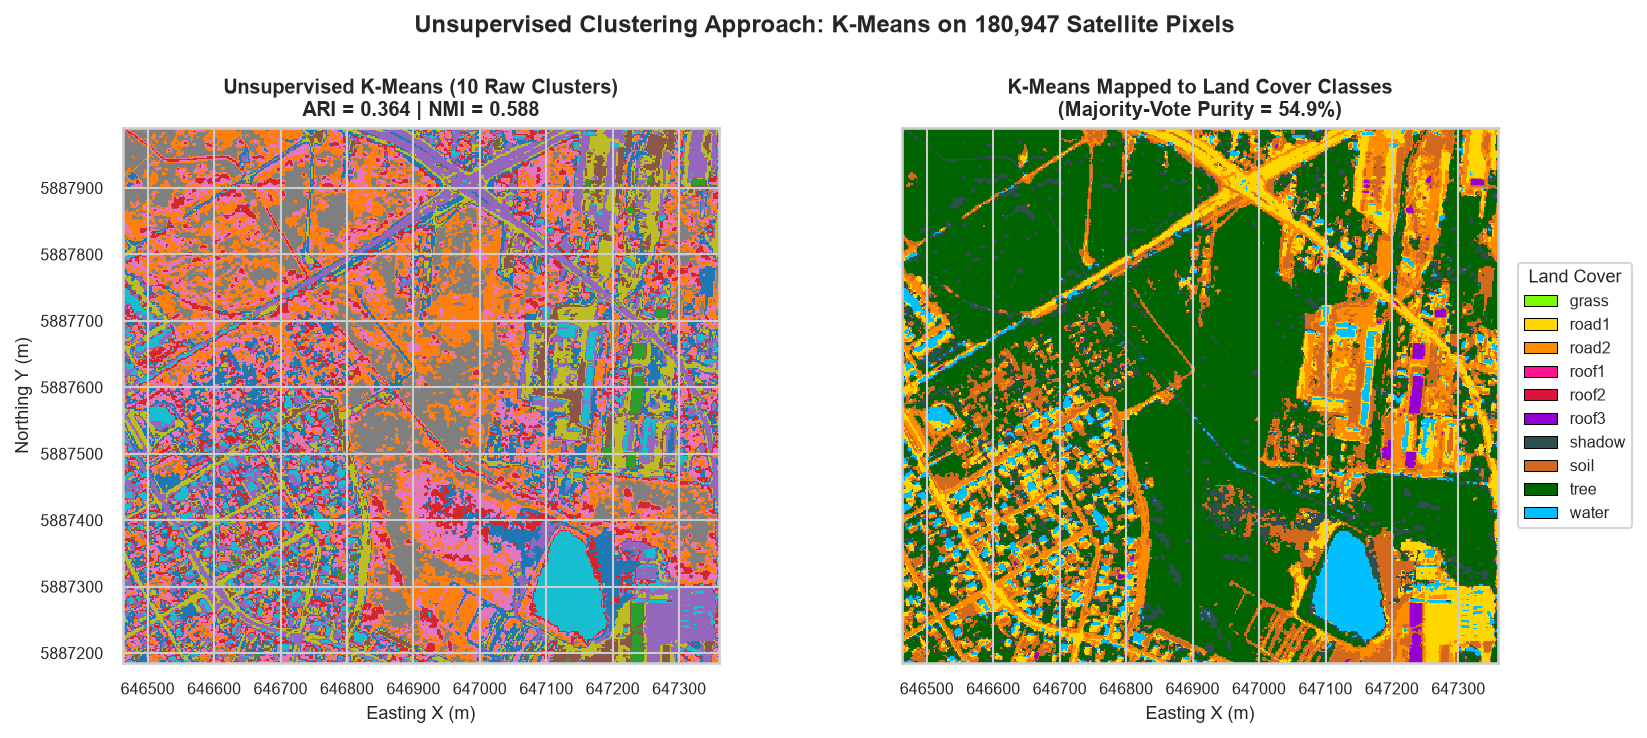 Unsupervised Clustering Approach: K-Means on 180,947 Satellite Pixels
Unsupervised K-Means (10 Raw Clusters)
ARI = 0.364 | NMI = 0.588
Northing Y (m)
5887900
5887800
5887700
5887600
5887500
5887400
5887300
5887200
646500 646600 646700 646800 646900 647000 647100 647200 647300
Easting X (m)
K-Means Mapped to Land Cover Classes
(Majority-Vote Purity = 54.9%)
646500 646600 646700 646800 646900 647000 647100 647200 647300
Easting X (m)
Land Cover
grass
road1
road2
roof1
roof2
roof3
shadow
soil
tree
water